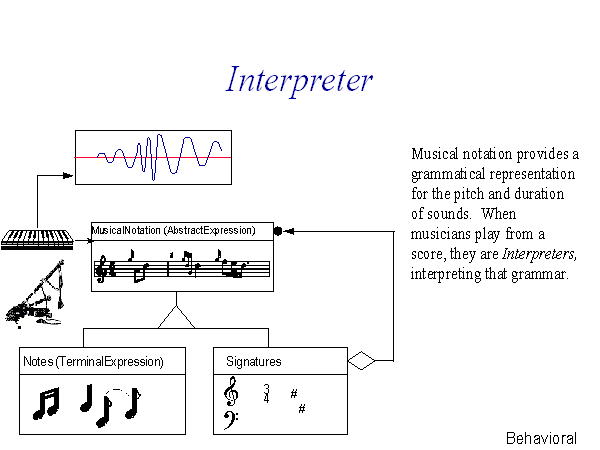 Interpreter
Musical notation provides a
grammatical representation
for the pitch and duration
of sounds.  When
musicians play from a
score, they are Interpreters,
interpreting that grammar.
MusicalNotation (AbstractExpression)
Notes (TerminalExpression)
Signatures
3
4
#
#
Behavioral